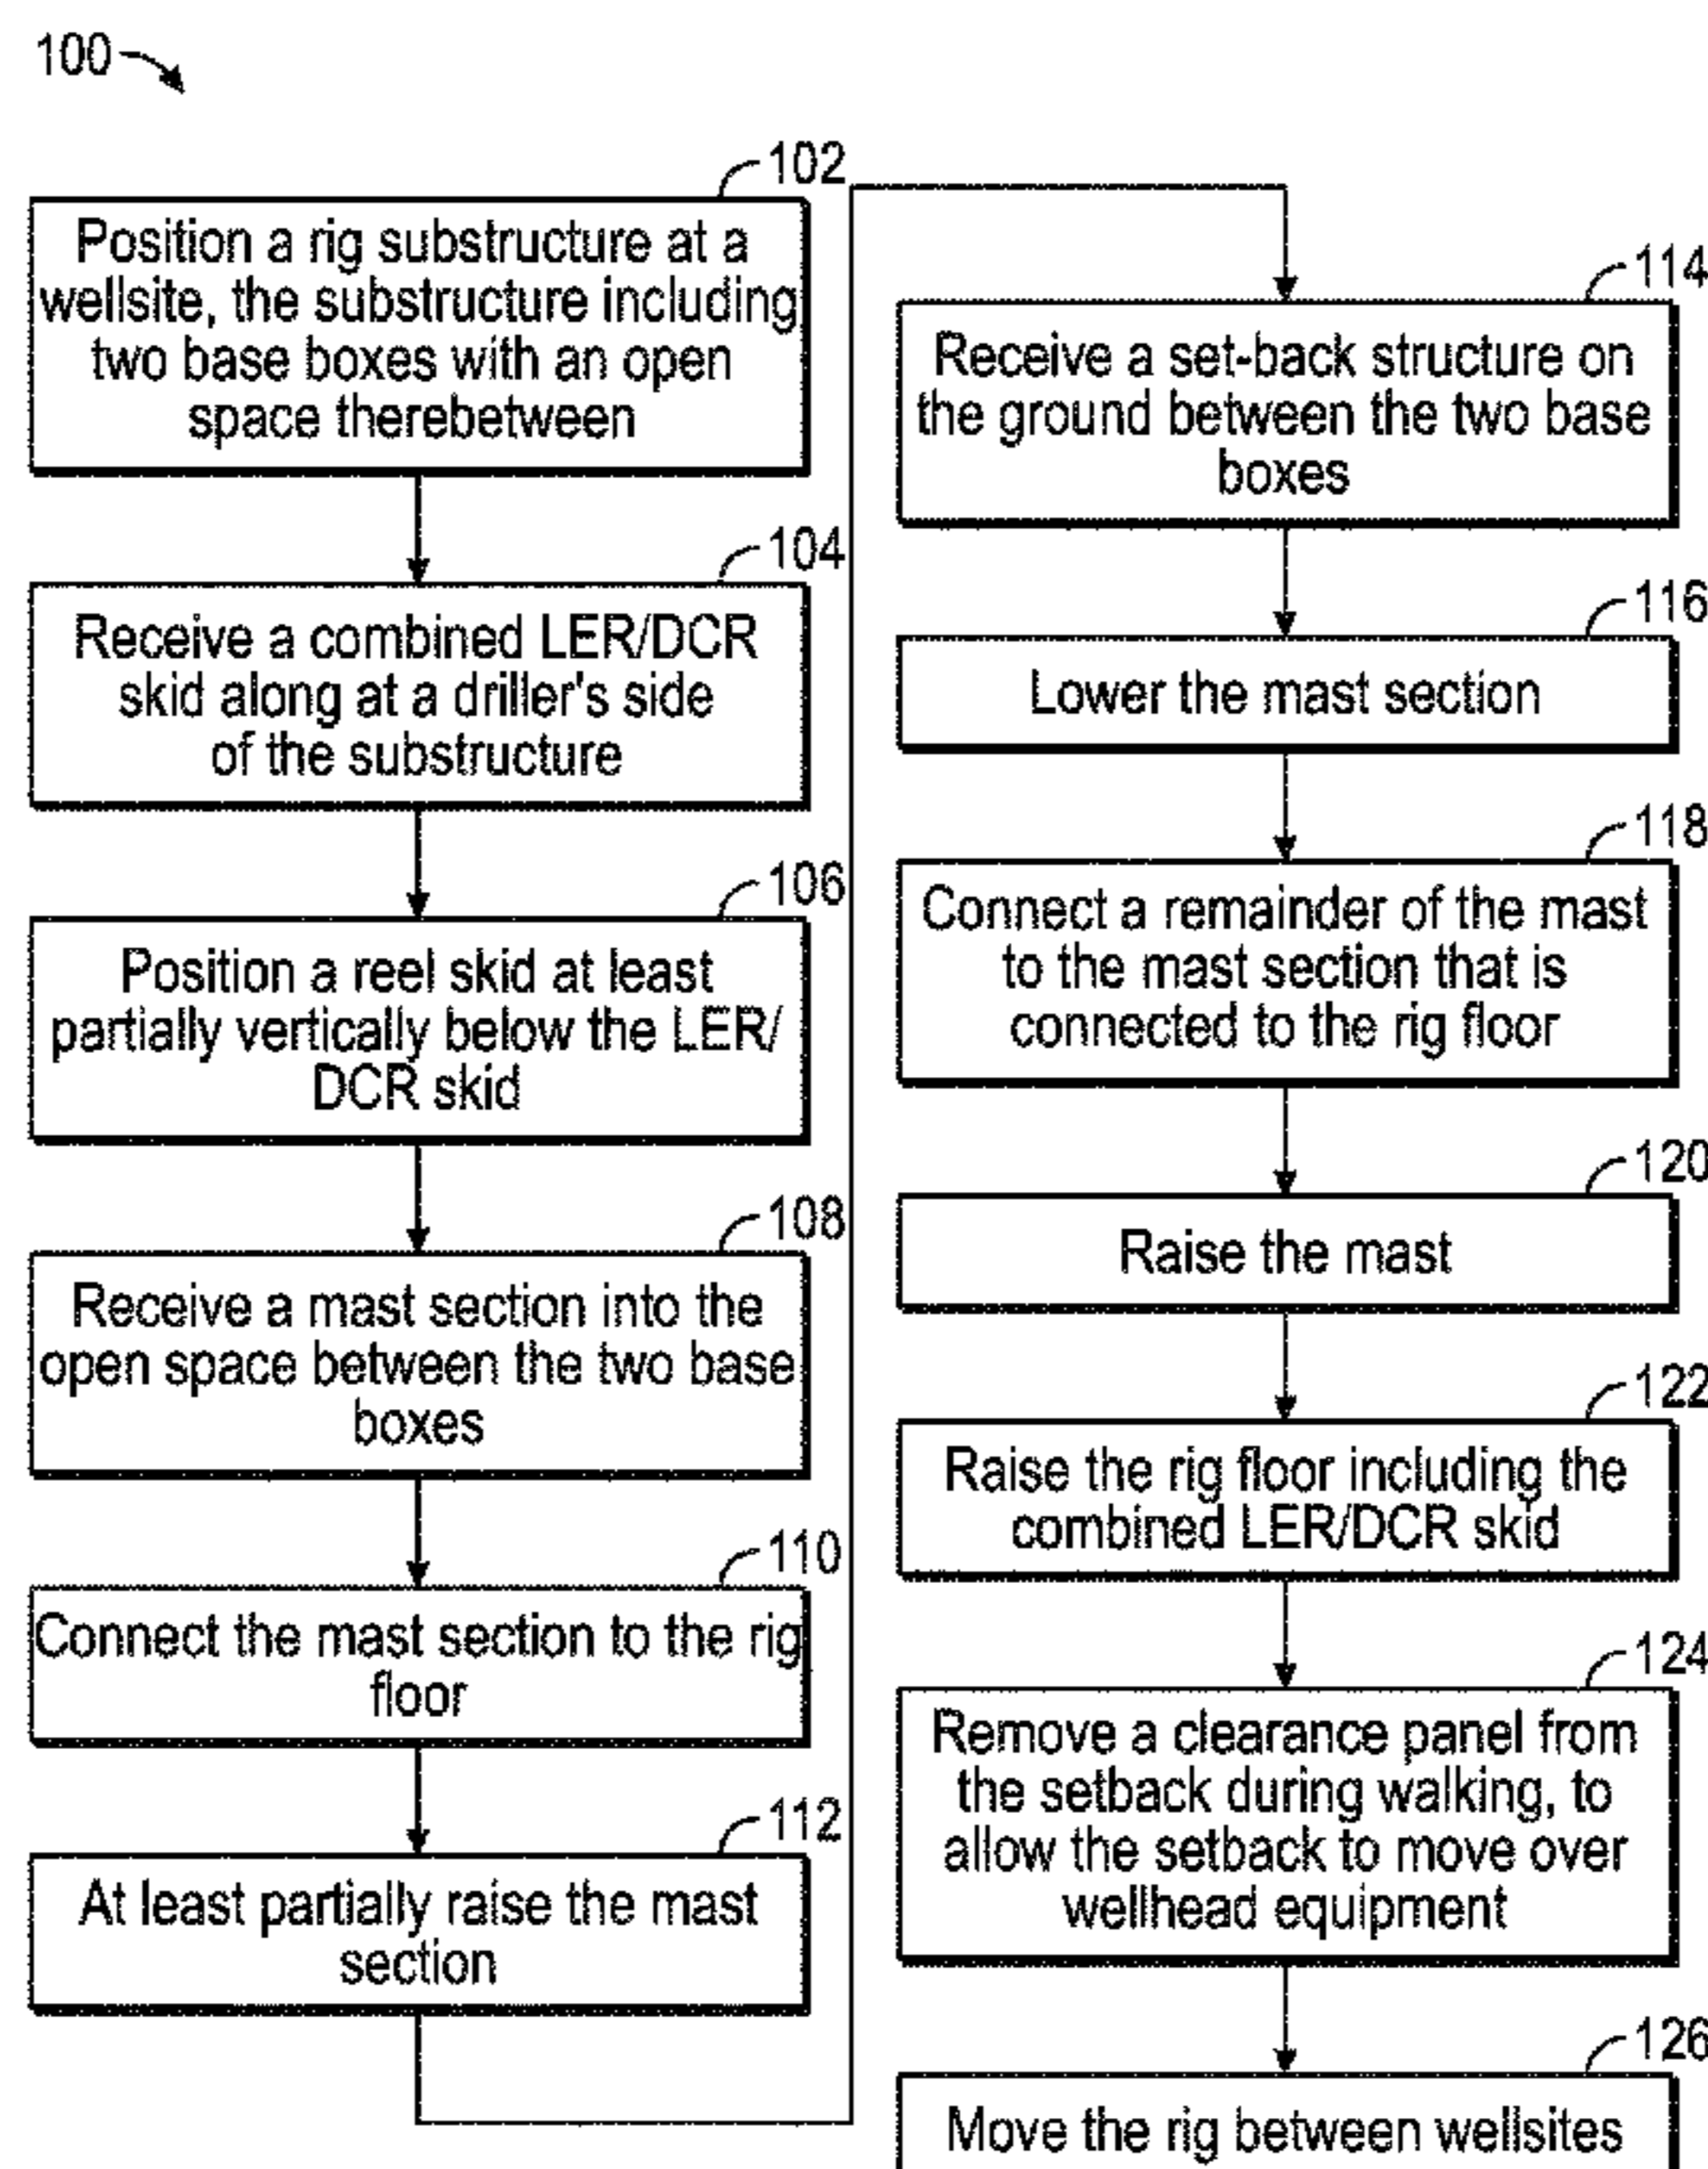 100
102
Position a rig substructure at a
wellsite, the substructure including
two base boxes with an open
space therebetween
104
Receive a combined LER/DCR
skid along at a driller's side
of the substructure
106
Position a reel skid at least
partially vertically below the LER/
DCR skid
108
Receive a mast section into the
open space between the two base
boxes
110
Connect the mast section to the rig
floor
112
At least partially raise the mast
section
114
Receive a set-back structure on
the ground between the two base
boxes
116
Lower the mast section
118
Connect a remainder of the mast
to the mast section that is
connected to the rig floor
120
Raise the mast
122
Raise the rig floor including the
combined LER/DCR skid
124
Remove a clearance panel from
the setback during walking, to
allow the setback to move over
wellhead equipment
126
Move the rig between wellsites